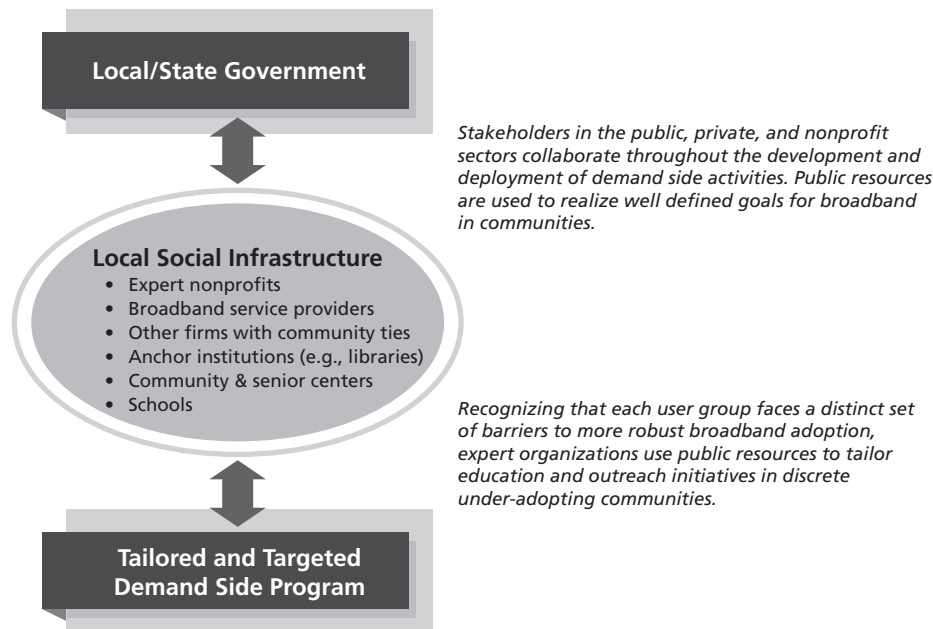 Local/State Government
Stakeholders in the public, private, and nonprofit
sectors collaborate throughout the development and
deployment of demand side activities. Public resources
are used to realize well defined goals for broadband
in communities.
Local Social Infrastructure
• Expert nonprofits
• Broadband service providers
• Other firms with community ties
• Anchor institutions (e.g., libraries)
• Community & senior centers
• Schools
Recognizing that each user group faces a distinct set
of barriers to more robust broadband adoption,
expert organizations use public resources to tailor
education and outreach initiatives in discrete
under-adopting communities.
Tailored and Targeted
Demand Side Program